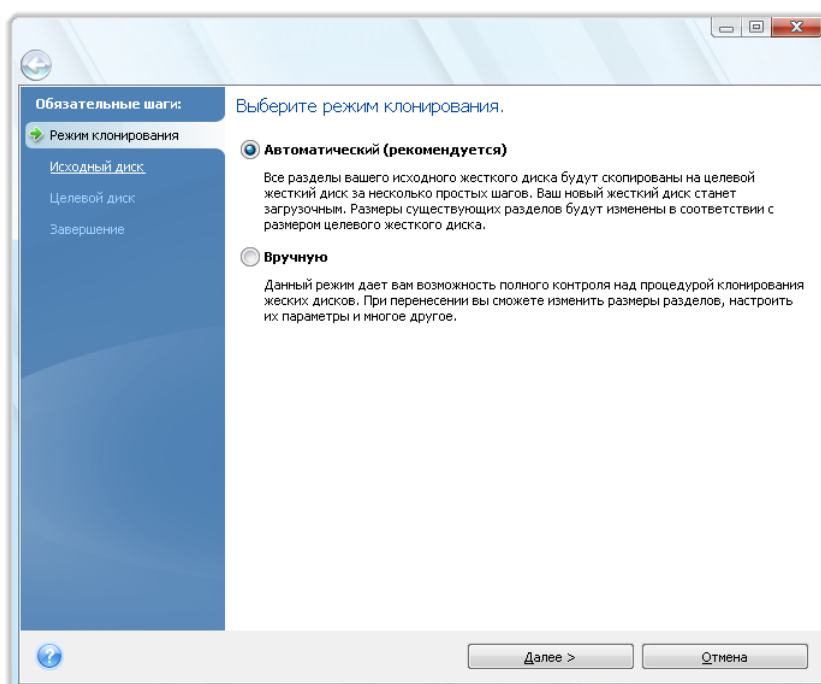 Обязательные шаги:
Режим клонирования
Исходный диск
Целевой диск
Завершение
Выберите режим клонирования.
Автоматический (рекомендуется)
Все разделы вашего исходного жесткого диска будут скопированы на целевой
жесткий диск за несколько простых шагов. Ваш новый жесткий диск станет
загрузочным. Размеры существующих разделов будут изменены в соответствии с
размером целевого жесткого диска.
Вручную
Данный режим дает вам возможность полного контроля над процедурой клонирования
жеских дисков. При перенесении вы сможете изменить размеры разделов, настроить
их параметры и многое другое.
Далее >
Отмена